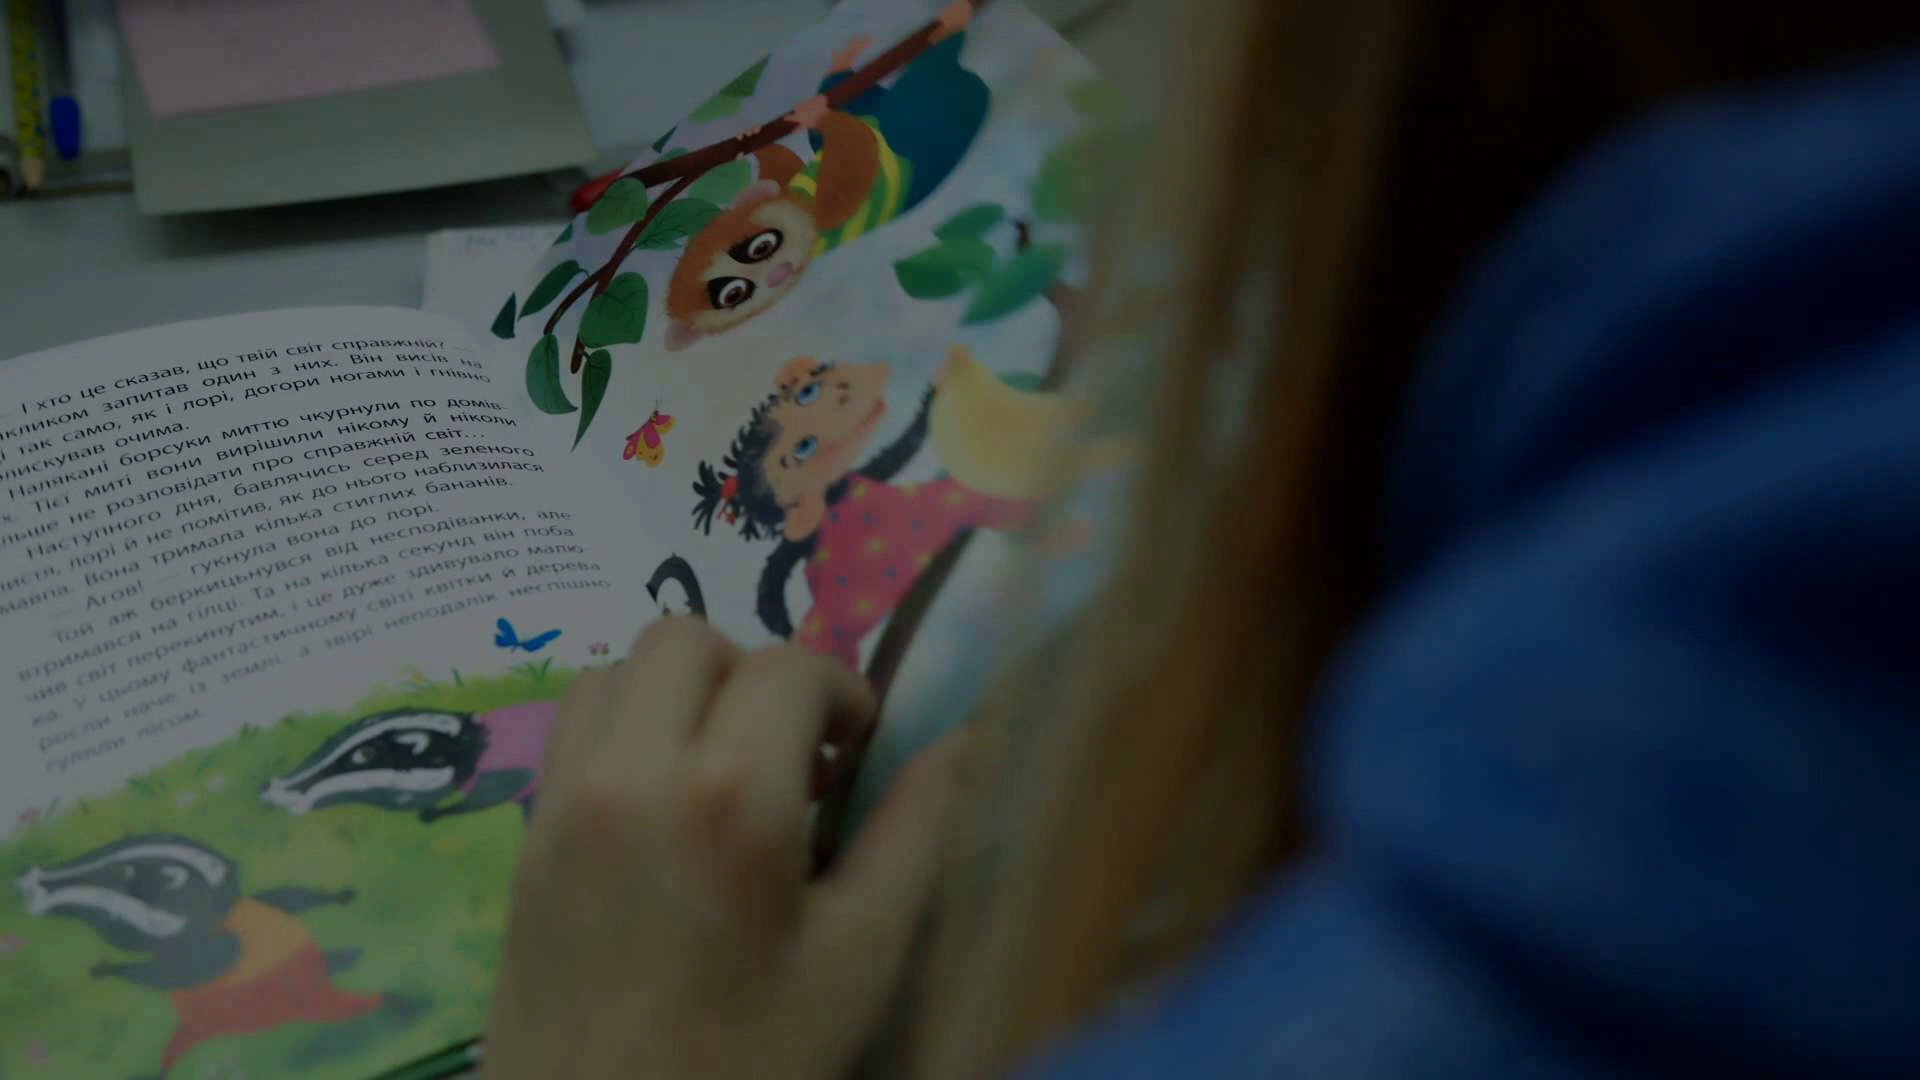 — І хто це сказав, що твій світ справжній? —
кликом запитав один з них. Він висів на
і так само, як і лорі, догори ногами і гнівно
блискував очима.
Налякані борсуки миттю чкурнули по домів-
х. Тієї миті вони вирішили нікому й ніколи
льше не розповідати про справжній світ...
Наступного дня, бавлячись серед зеленого
листя, лорі й не помітив, як до нього наблизилася
мавпа. Вона тримала кілька стиглих бананів.
— Агов! — гукнула вона до лорі.
Той аж беркицьнувся від несподіванки, але
втримався на гілці. Та на кілька секунд він поба-
чив світ перекинутим, і це дуже здивувало малю-
ка. У цьому фантастичному світі квітки й дерева
росли наче із землі, а звірі неподалік неспішно
гуляли лісом